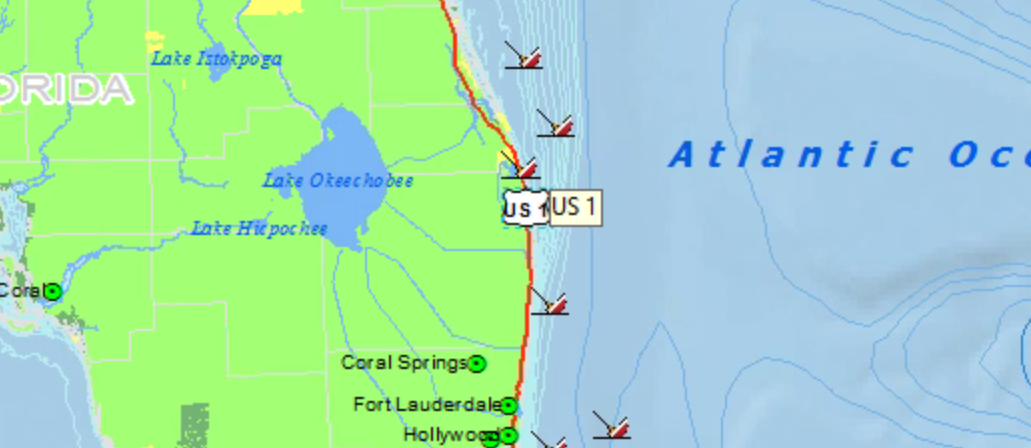 Lake Istokpoga
ORIDA
Atlantic Oce
Lake Okeechobee
US 1 US 1
Lake Hicpochee
Coral
Coral Springs
Fort Lauderdale
Hollywood